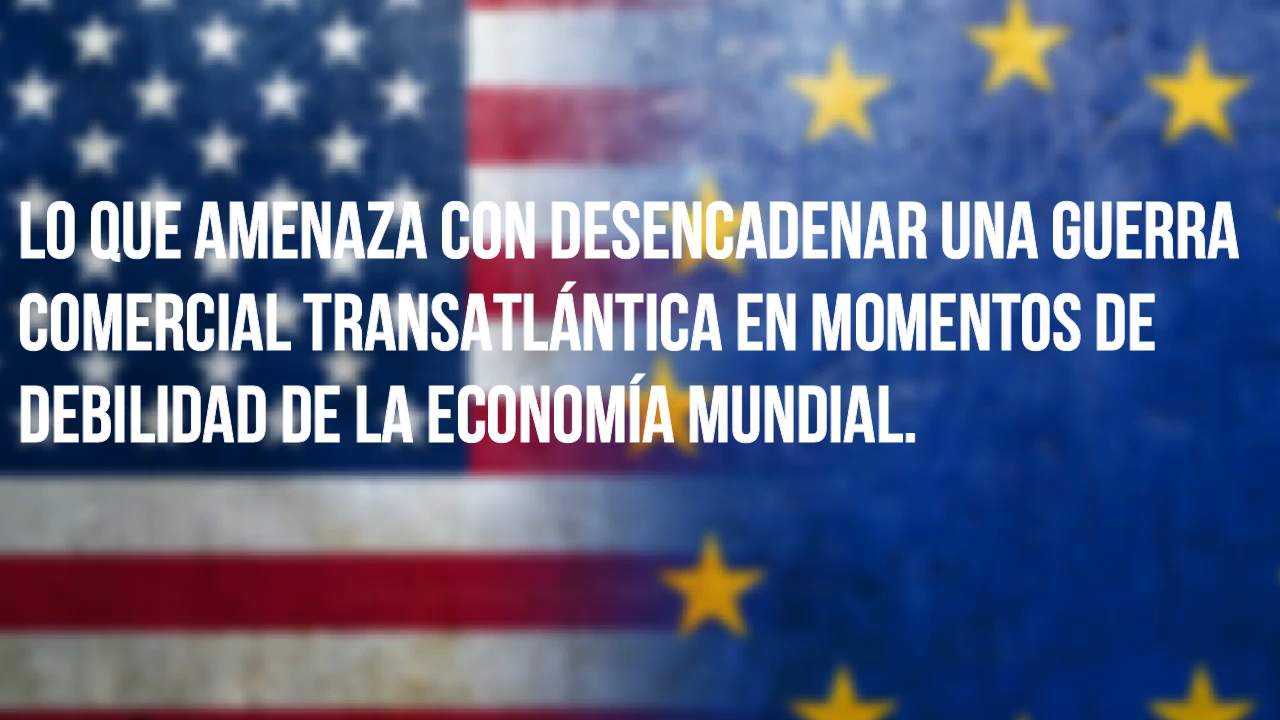 LO QUE AMENAZA CON DESENCADENAR UNA GUERRA
COMERCIAL TRANSATLÁNTICA EN MOMENTOS DE
DEBILIDAD DE LA ECONOMÍA MUNDIAL.